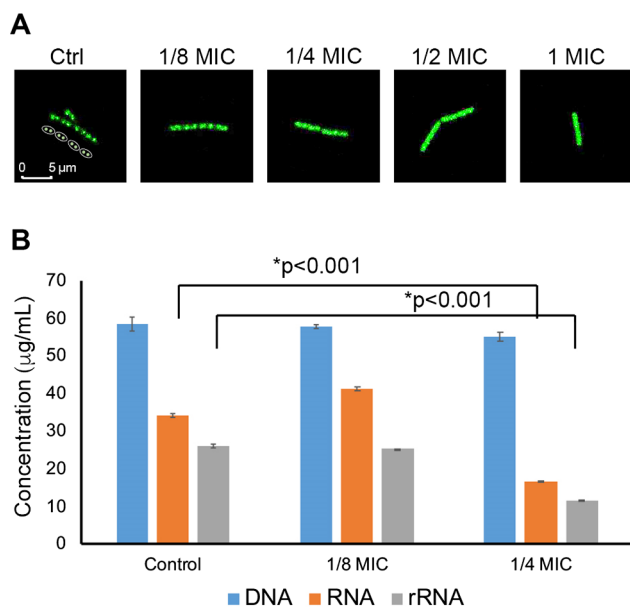 A
Ctrl 1/8 MIC 1/4 MIC 1/2 MIC 1 MIC
0 5 µm
B
*p<0.001
*p<0.001
Concentration (µg/mL)
70
60
50
40
30
20
10
0
Control 1/8 MIC 1/4 MIC
DNA RNA rRNA